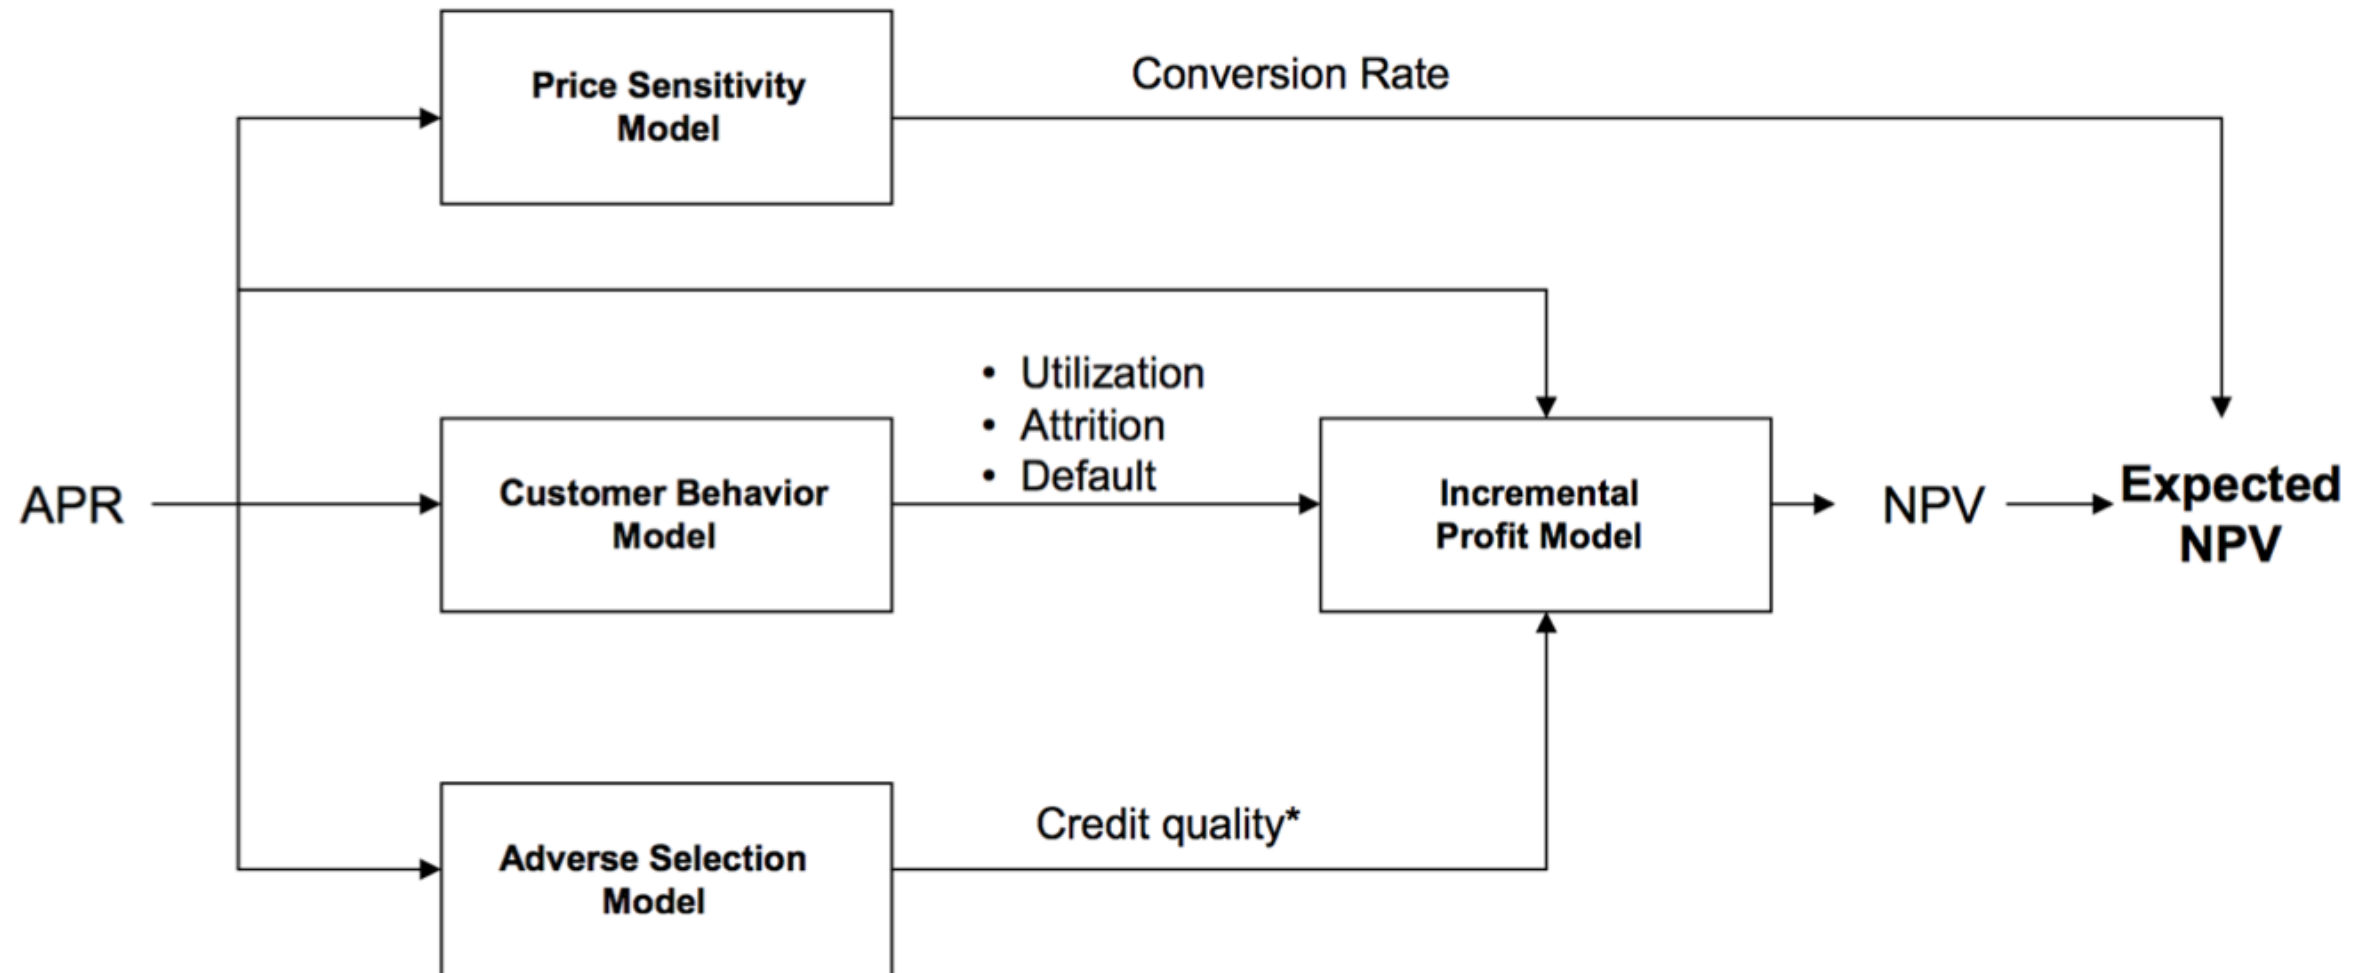 Price Sensitivity
Model
Conversion Rate
• Utilization
• Attrition
• Default
APR
Customer Behavior
Model
Incremental
Profit Model
NPV
Expected
NPV
Adverse Selection
Model
Credit quality*